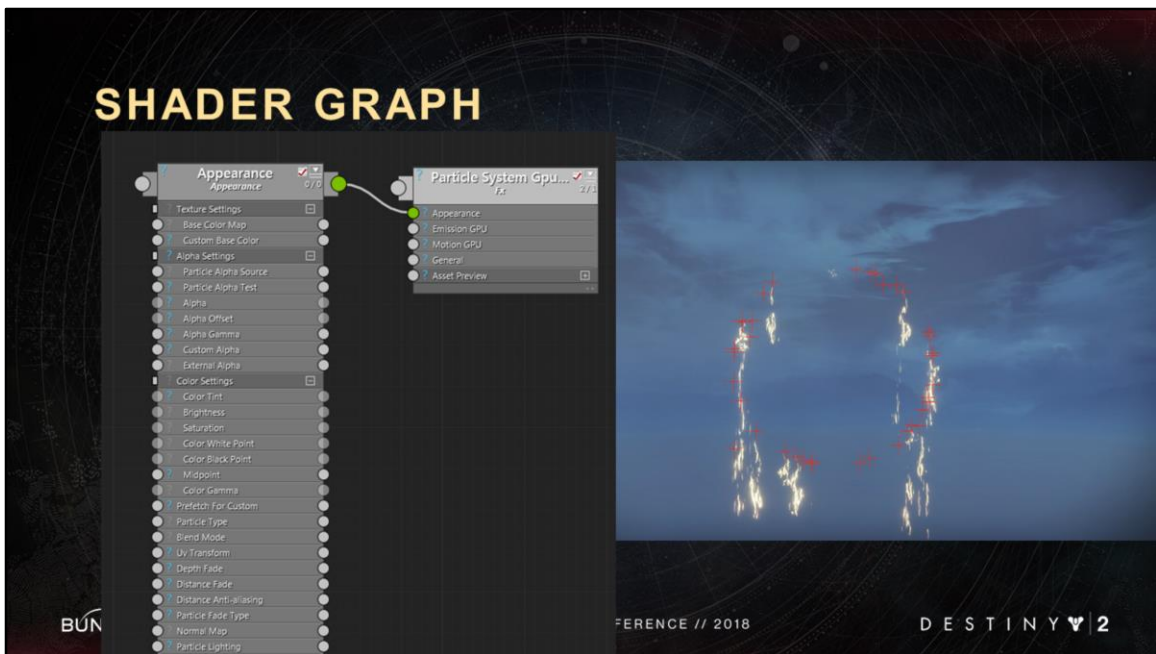 SHADER GRAPH
Appearance
Appearance
0/0
Texture Settings
Base Color Map
Custom Base Color
Alpha Settings
Particle Alpha Source
Particle Alpha Test
Alpha
Alpha Offset
Alpha Gamma
Custom Alpha
External Alpha
Color Settings
Color Tint
Brightness
Saturation
Color White Point
Color Black Point
Midpoint
Color Gamma
Prefetch For Custom
Particle Type
Blend Mode
Uv Transform
Depth Fade
Distance Fade
Distance Anti-aliasing
Particle Fade Type
Normal Map
Particle Lighting
Particle System Gpu...
Fx
2/1
Appearance
Emission GPU
Motion GPU
General
Asset Preview
BUN
FERENCE // 2018
DESTINY 2